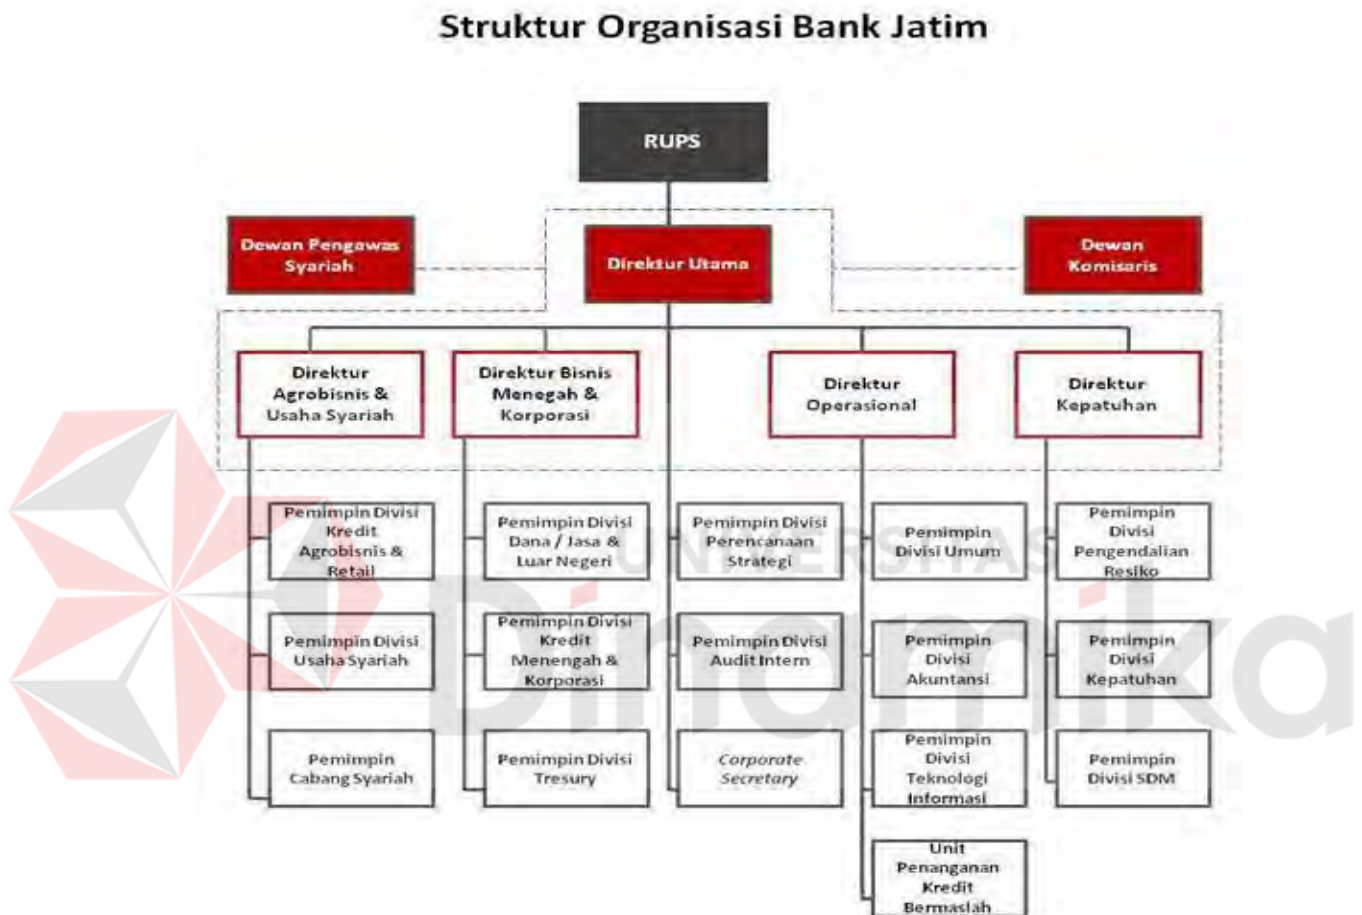 Struktur Organisasi Bank Jatim
RUPS
Dewan Pengawas
Syariah
Direktur Utama
Dewan
Komisaris
Direktur
Agrobisnis &
Usaha Syariah
Direktur Bisnis
Menegah &
Korporasi
Direktur
Operasional
Direktur
Kepatuhan
Pemimpin Divisi
Kredit
Agrobisnis &
Retail
Pemimpin Divisi
Dana / Jasa &
Luar Negeri
Pemimpin Divisi
Perencanaan
Strategi
Pemimpin
Divisi Umum
Pemimpin
Divisi
Pengendalian
Resiko
Pemimpin Divisi
Usaha Syariah
Pemimpin Divisi
Kredit
Menengah &
Korporasi
Pemimpin Divisi
Audit Intern
Pemimpin
Divisi
Akuntansi
Pemimpin
Divisi
Kepatuhan
Pemimpin
Cabang Syariah
Pemimpin Divisi
Tresury
Corporate
Secretary
Pemimpin
Divisi
Teknologi
Informasi
Pemimpin
Divisi SDM
Unit
Penanganan
Kredit
Bermaslah
UNIVERSITAS
Dinamika